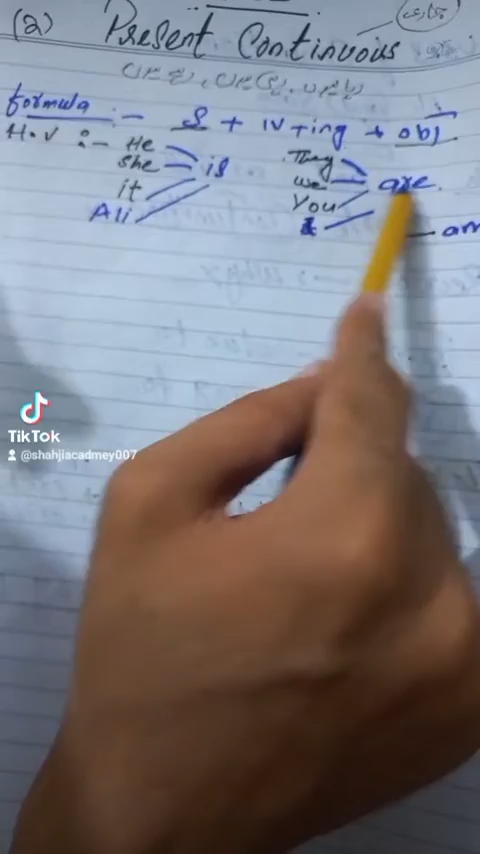 (2) Present Continuous
formula :- S + IV + ing + obj
H.V :- He
She is
it
Ali
They
we are.
You
I — am
TikTok
@shahjiacadmey007